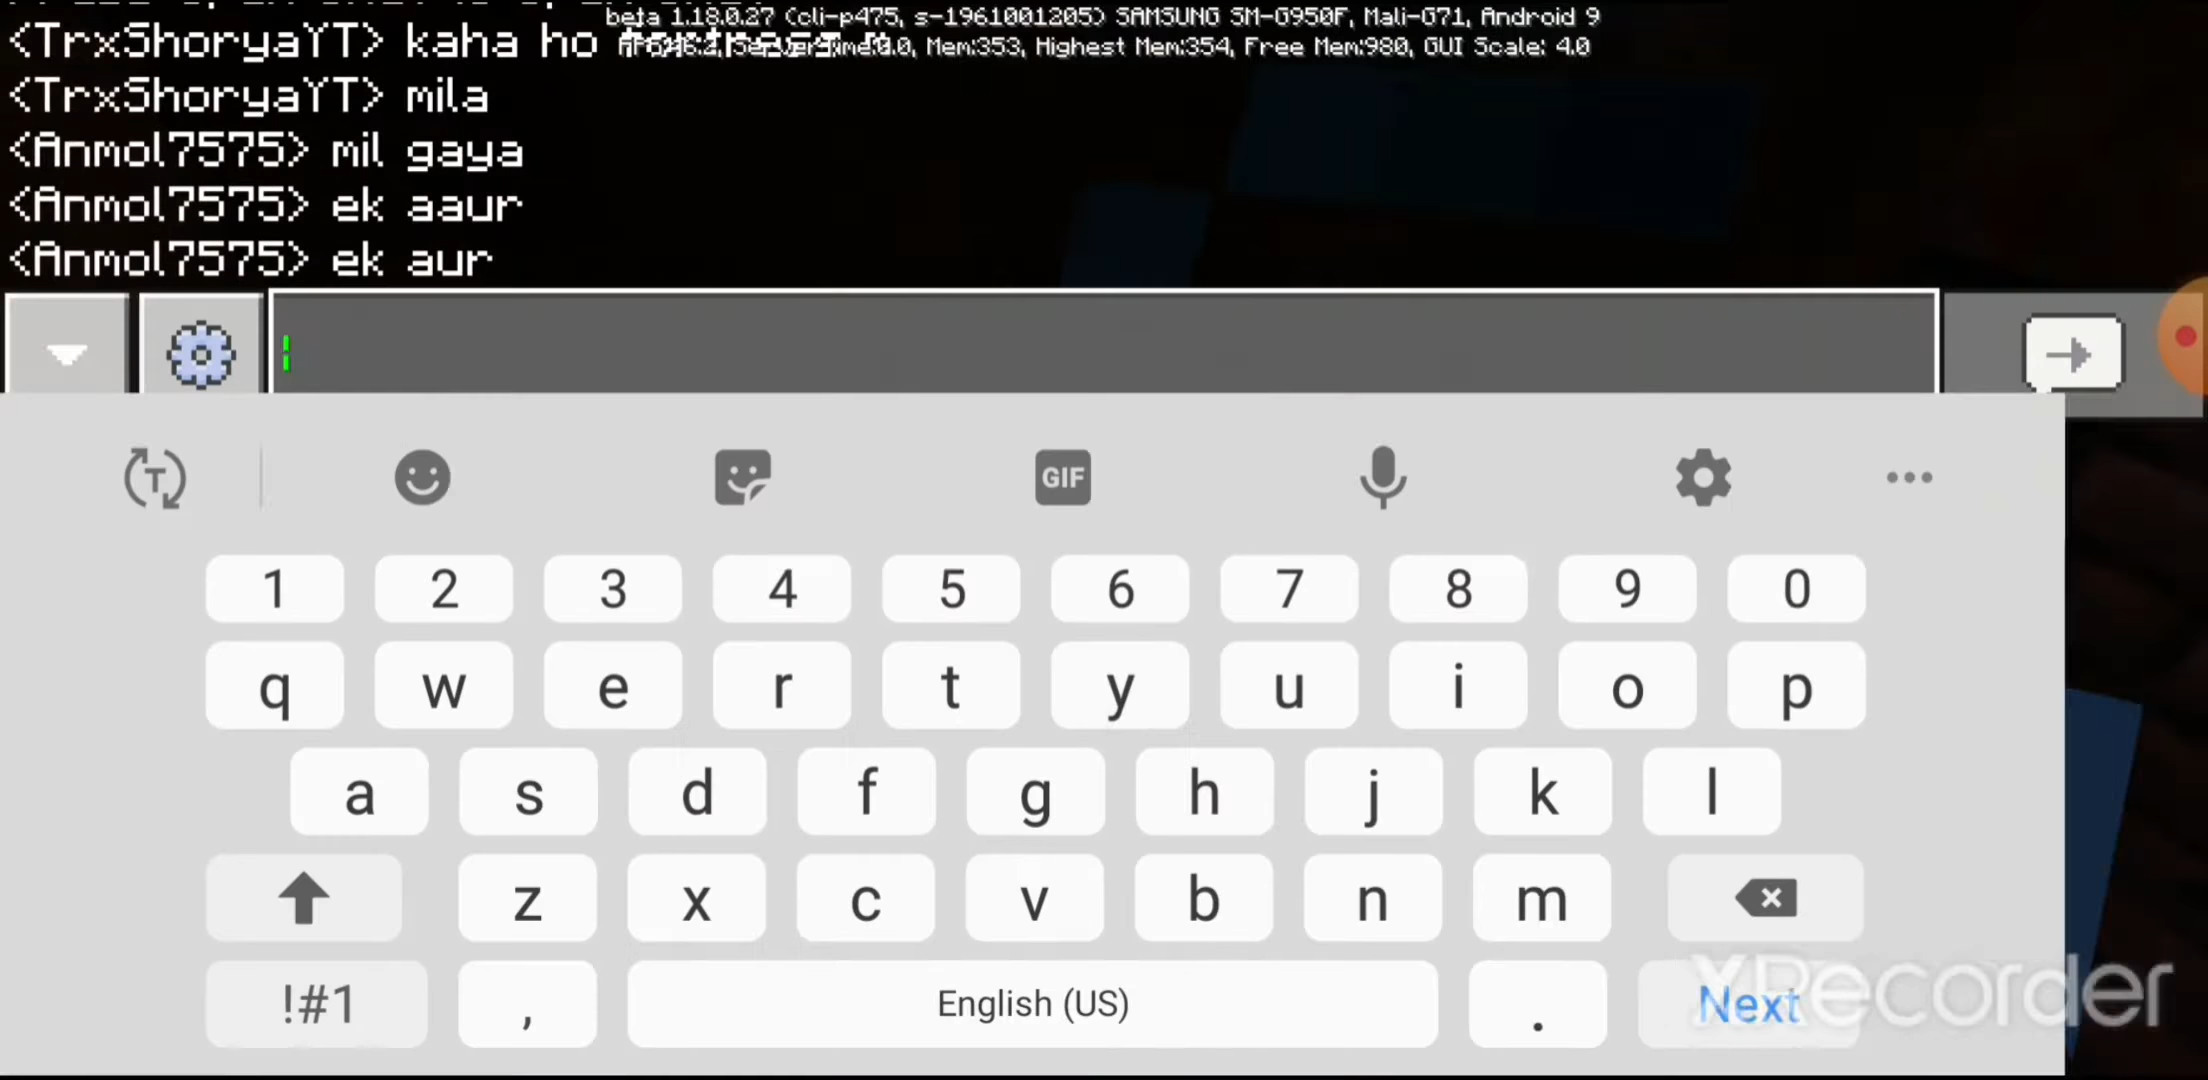 beta 1.18.0.27 (cli-p475, s-1961001205) SAMSUNG SM-G950F, Mali-G71, Android 9
Mem:353, Highest Mem:354, Free Mem:980, GUI Scale: 4.0
<TrxShoryaYT> kaha ho
<TrxShoryaYT> mila
<Anmol7575> mil gaya
<Anmol7575> ek aaur
<Anmol7575> ek aur
T
GIF
1 2 3 4 5 6 7 8 9 0
q w e r t y u i o p
a s d f g h j k l
z x c v b n m
!#1 , English (US) . Next
XRecorder